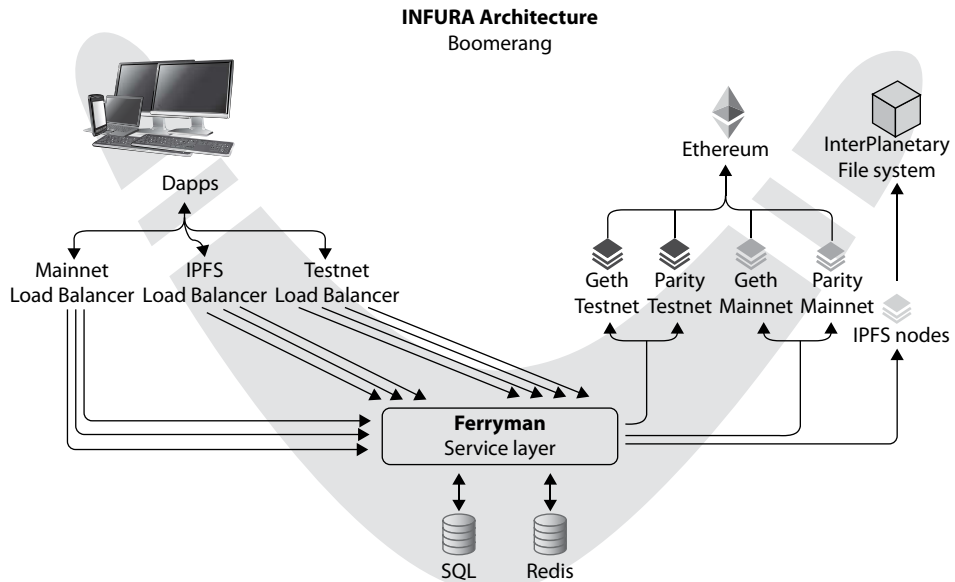 INFURA Architecture
Boomerang
Dapps
Ethereum
InterPlanetary
File system
Mainnet
Load Balancer
IPFS
Load Balancer
Testnet
Load Balancer
Geth
Testnet
Parity
Testnet
Geth
Mainnet
Parity
Mainnet
IPFS nodes
Ferryman
Service layer
SQL
Redis